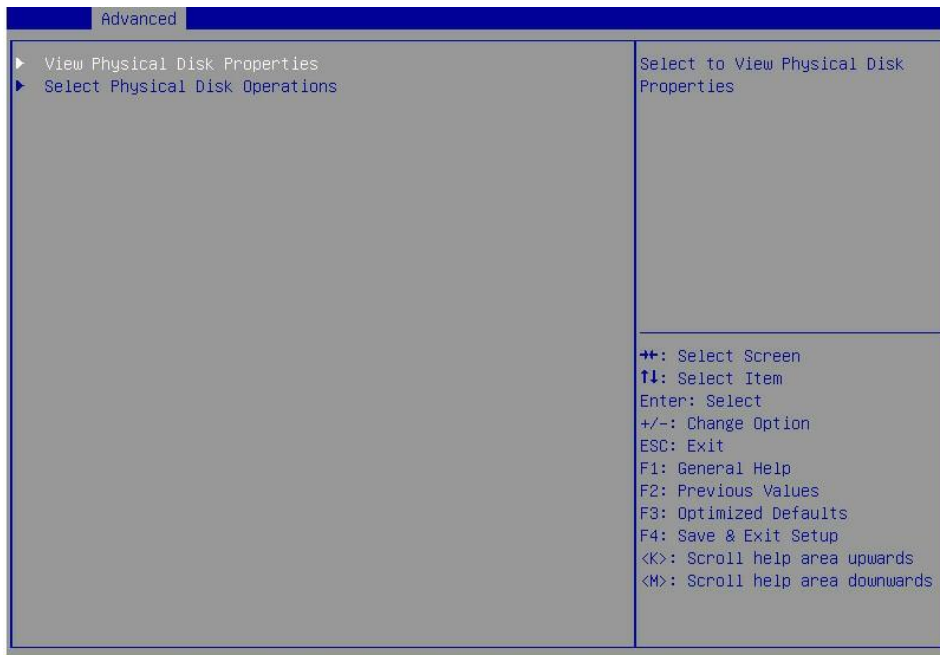 Advanced
View Physical Disk Properties
Select Physical Disk Operations
Select to View Physical Disk
Properties
→←: Select Screen
↑↓: Select Item
Enter: Select
+/-: Change Option
ESC: Exit
F1: General Help
F2: Previous Values
F3: Optimized Defaults
F4: Save & Exit Setup
<K>: Scroll help area upwards
<M>: Scroll help area downwards